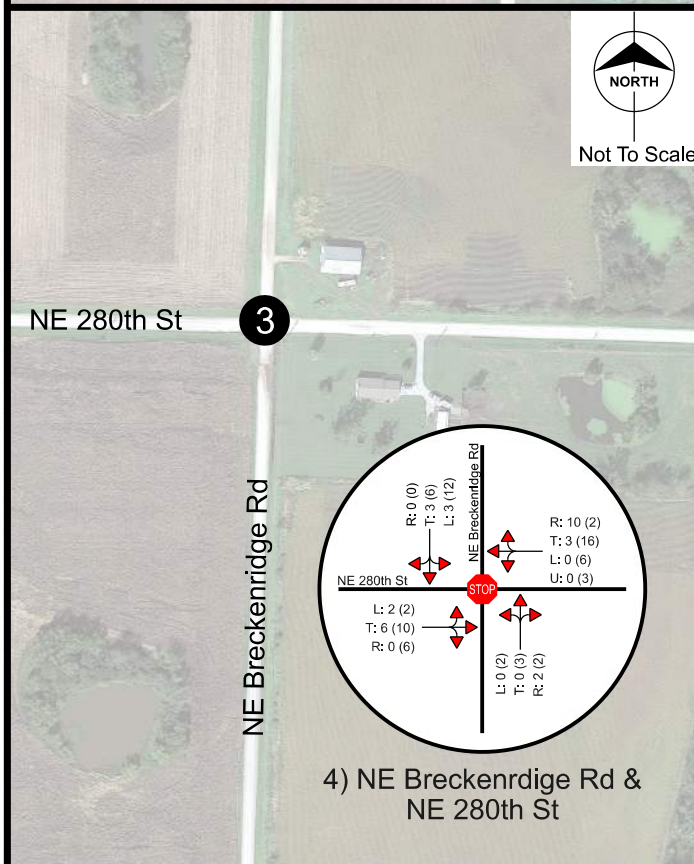 NORTH
Not To Scale
NE 280th St
3
NE Breckenridge Rd
NE Breckenridge Rd
R: 0 (0)
T: 3 (6)
L: 3 (12)
R: 10 (2)
T: 3 (16)
L: 0 (6)
U: 0 (3)
NE 280th St
STOP
L: 2 (2)
T: 6 (10)
R: 0 (6)
L: 0 (2)
T: 0 (3)
R: 2 (2)
4) NE Breckenrdige Rd &
NE 280th St